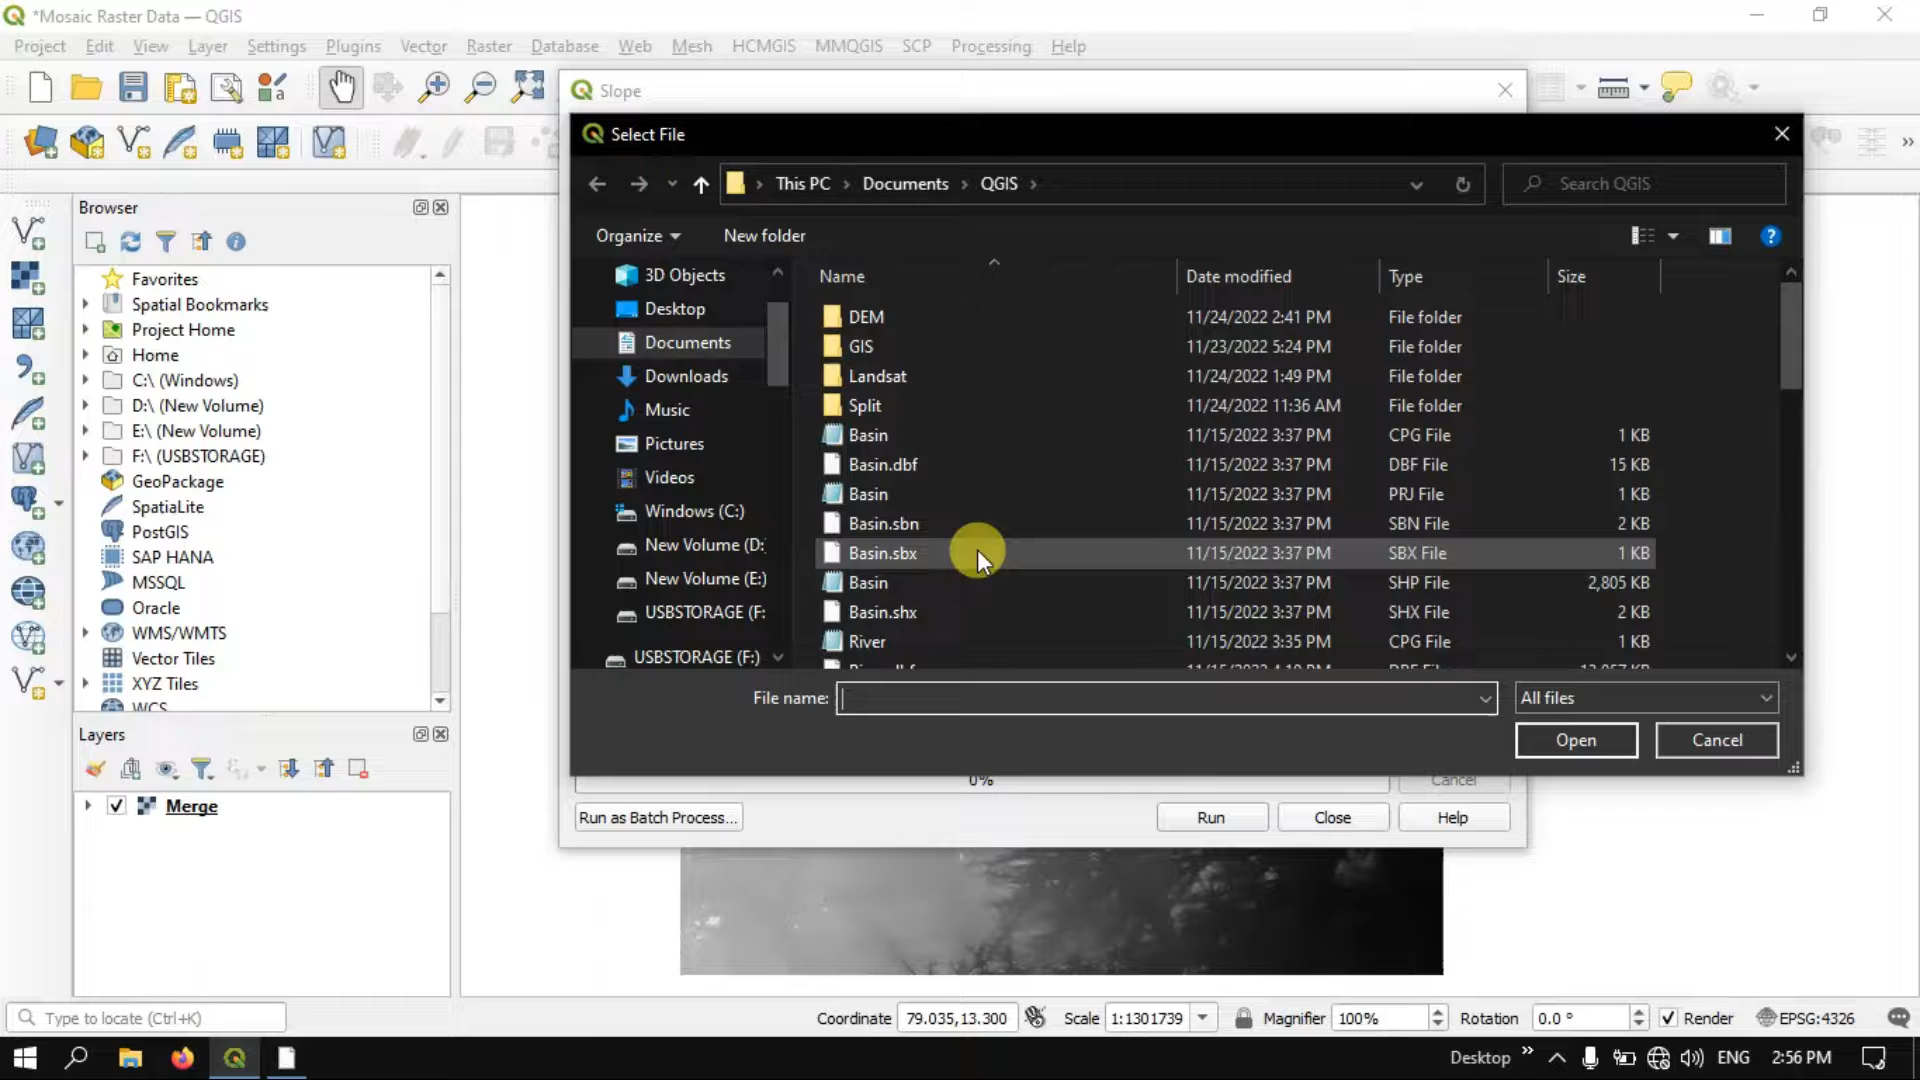 *Mosaic Raster Data — QGIS
Project Edit View Layer Settings Plugins Vector Raster Database Web Mesh HCMGIS MMQGIS SCP Processing Help
Slope
Select File
This PC Documents QGIS
Search QGIS
Organize New folder
Browser
Favorites
Spatial Bookmarks
Project Home
Home
C:\ (Windows)
D:\ (New Volume)
E:\ (New Volume)
F:\ (USBSTORAGE)
GeoPackage
SpatiaLite
PostGIS
SAP HANA
MSSQL
Oracle
WMS/WMTS
Vector Tiles
XYZ Tiles
WCS
3D Objects
Desktop
Documents
Downloads
Music
Pictures
Videos
Windows (C:)
New Volume (D:
New Volume (E:)
USBSTORAGE (F:
USBSTORAGE (F:)
Name Date modified Type Size
DEM 11/24/2022 2:41 PM File folder
GIS 11/23/2022 5:24 PM File folder
Landsat 11/24/2022 1:49 PM File folder
Split 11/24/2022 11:36 AM File folder
Basin 11/15/2022 3:37 PM CPG File 1 KB
Basin.dbf 11/15/2022 3:37 PM DBF File 15 KB
Basin 11/15/2022 3:37 PM PRJ File 1 KB
Basin.sbn 11/15/2022 3:37 PM SBN File 2 KB
Basin.sbx 11/15/2022 3:37 PM SBX File 1 KB
Basin 11/15/2022 3:37 PM SHP File 2,805 KB
Basin.shx 11/15/2022 3:37 PM SHX File 2 KB
River 11/15/2022 3:35 PM CPG File 1 KB
File name: All files
Open Cancel
0% Cancel
Run as Batch Process... Run Close Help
Layers
Merge
Type to locate (Ctrl+K)
Coordinate 79.035,13.300 Scale 1:1301739 Magnifier 100% Rotation 0.0 ° Render EPSG:4326
Desktop » ENG 2:56 PM